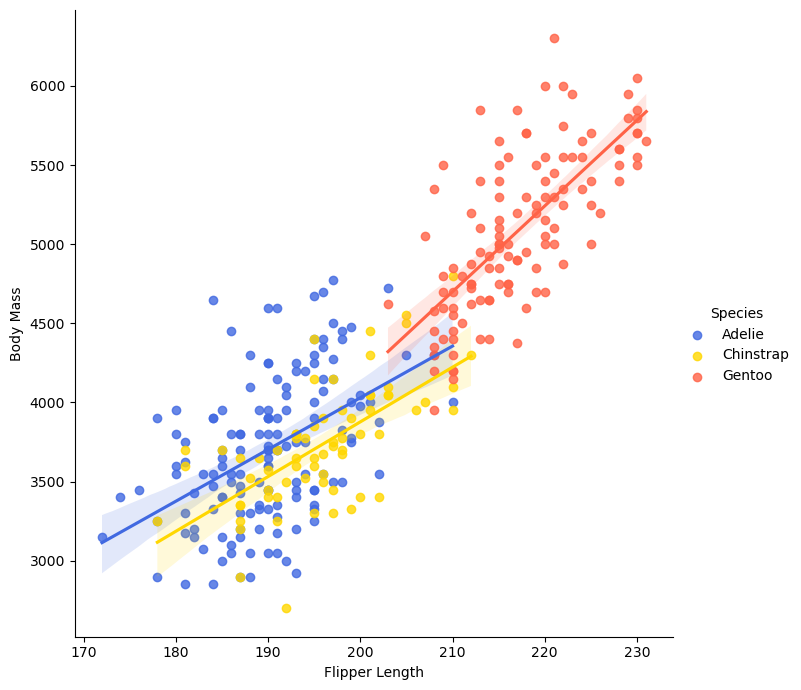 6000
5500
5000
4500
4000
3500
3000
Body Mass
170 180 190 200 210 220 230
Flipper Length
Species
Adelie
Chinstrap
Gentoo